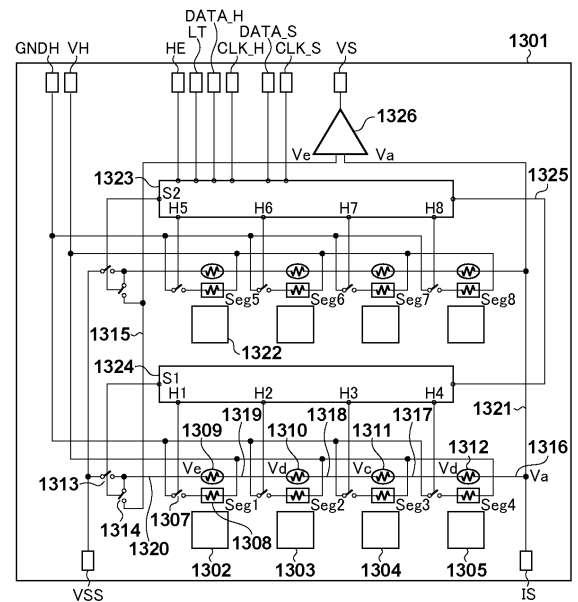 DATA_H
LT DATA_S
GNDH VH HE CLK_H CLK_S VS 1301
1326
Ve Va
1323 S2 1325
H5 H6 H7 H8
Seg5 Seg6 Seg7 Seg8
1315
1322
1324 S1
H1 H2 H3 H4 1321
1309 1319 1310 1318 1311 1317 1312 1316
Ve Vd Vc Vd Va
1313
Seg1 Seg2 Seg3 Seg4
1314 1307
1320 1308
1302 1303 1304 1305
VSS IS